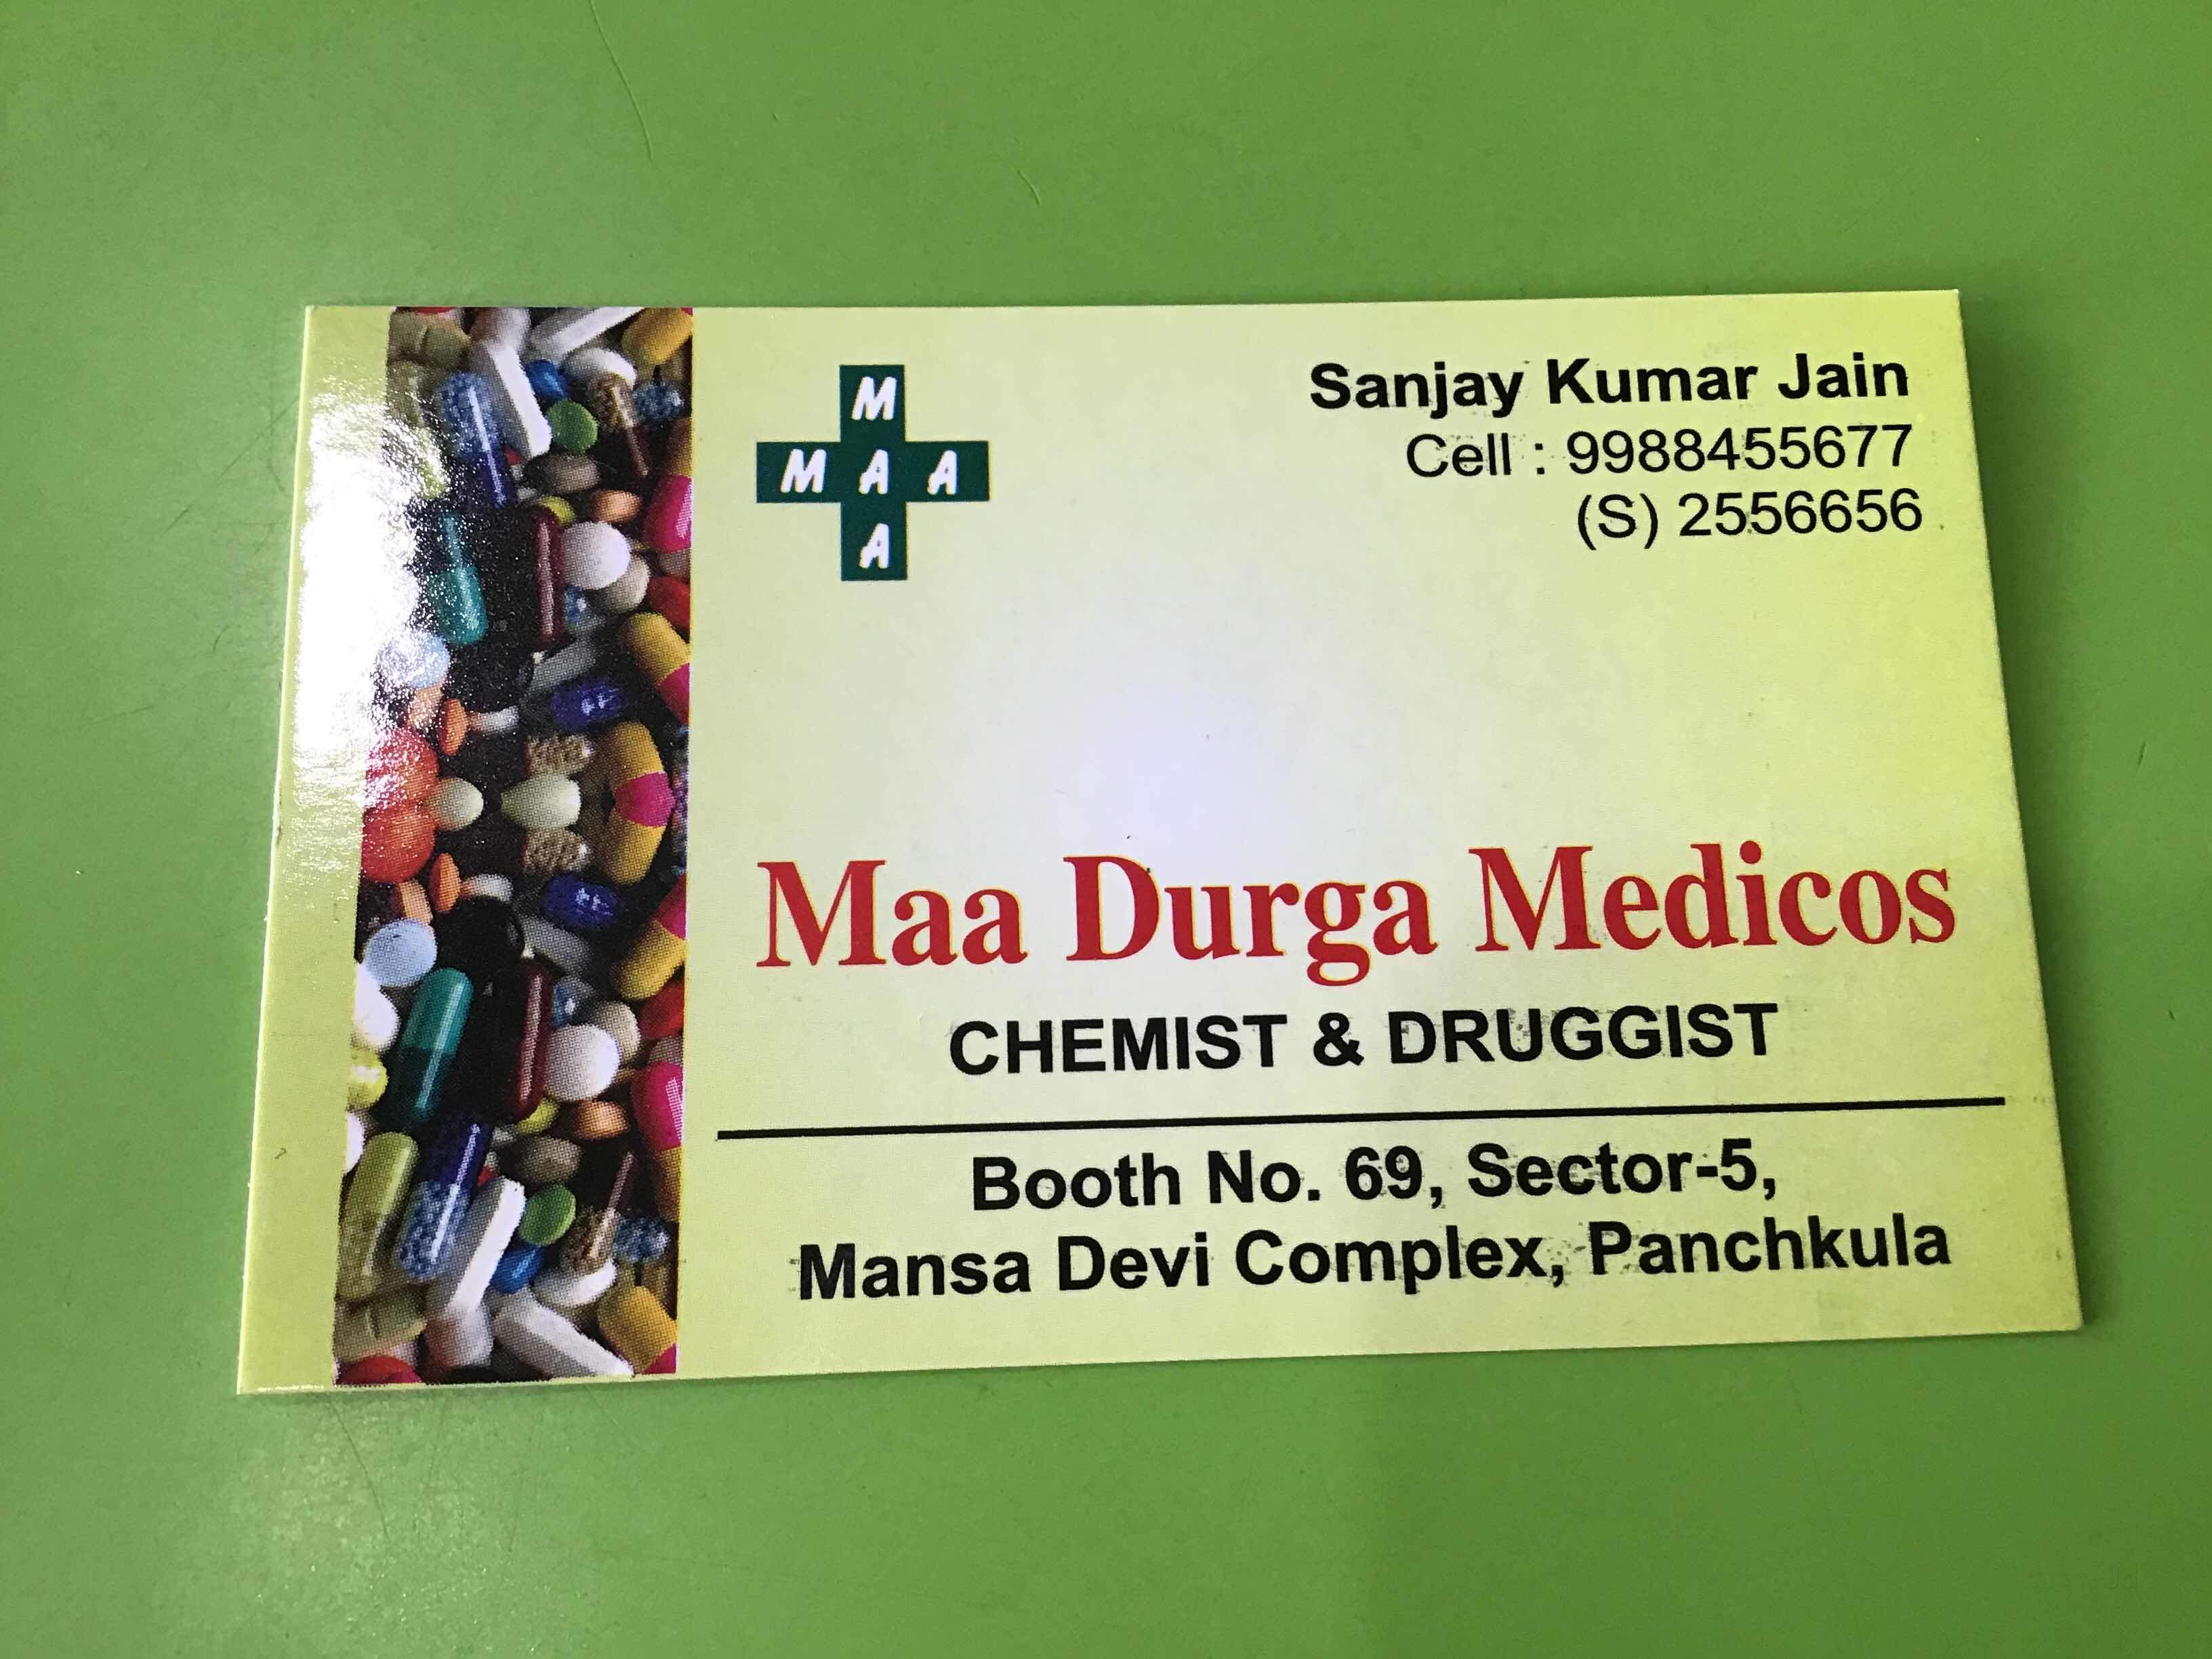 M
M A A
A
Sanjay Kumar Jain
Cell : 9988455677
(S) 2556656
Maa Durga Medicos
CHEMIST & DRUGGIST
Booth No. 69, Sector-5,
Mansa Devi Complex, Panchkula